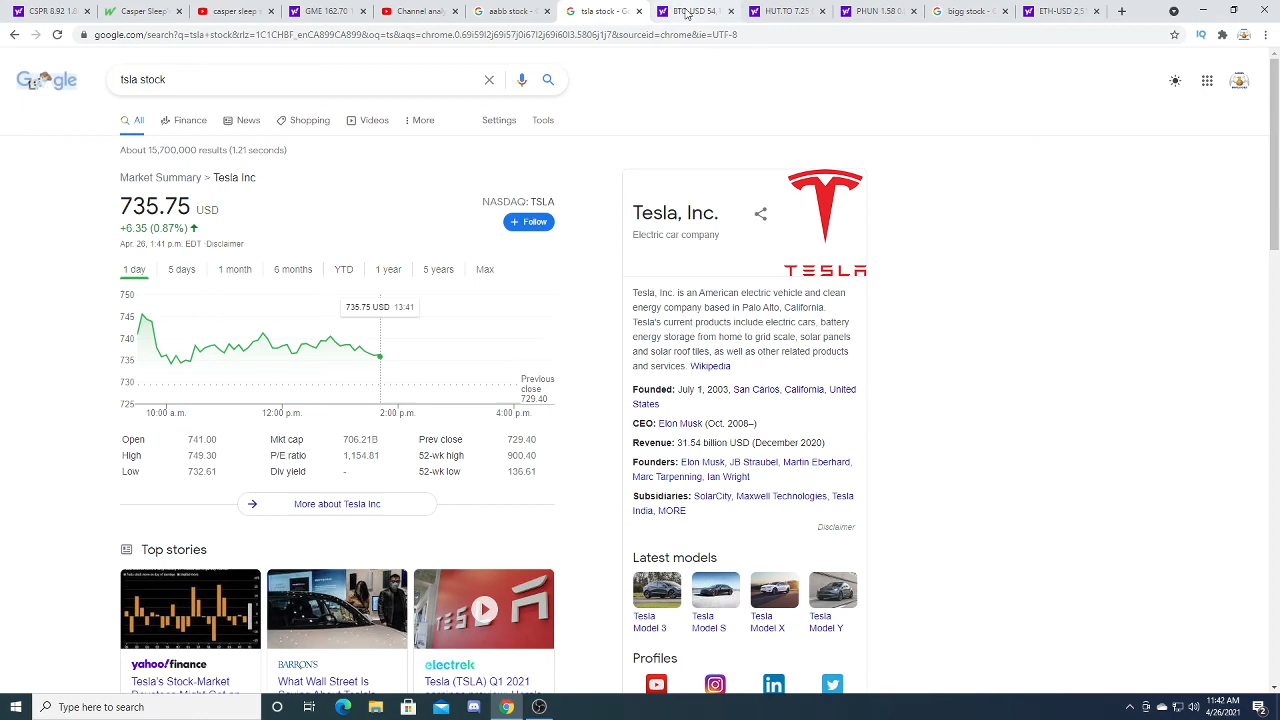 CSPR 8.92 1.8
Casper Sleep
casper sleep
GME 162.70
Channel anal
aabb stock -
tsla stock - G
BTC-USD 54,1
HUT.TO 7.25
PHUN 1.58
bigg stock -
ETH-USD 2,5
google.com/search?q=tsla+stock&rlz=1C1CHBF_enCA899CA899&oq=ts&aqs=chrome.0.69i59l2j69i57j0i67l2j69i60l3.5806j1j7&sourceid=chrome&ie=UTF-8
IQ
tsla stock
All Finance News Shopping Videos More Settings Tools
About 15,700,000 results (1.21 seconds)
Market Summary > Tesla Inc
735.75 USD
NASDAQ: TSLA
+6.35 (0.87%)
+ Follow
Apr. 26, 1:41 p.m. EDT · Disclaimer
1 day 5 days 1 month 6 months YTD 1 year 5 years Max
750
745
740
735
730
725
735.75 USD 13:41
Previous
close
729.40
10:00 a.m. 12:00 p.m. 2:00 p.m. 4:00 p.m.
Open 741.00 Mkt cap 706.21B Prev close 729.40
High 749.30 P/E ratio 1,154.81 52-wk high 900.40
Low 732.61 Div yield - 52-wk low 136.61
More about Tesla Inc
Top stories
yahoo!finance
Tesla's Stock-Market
BARRON'S
What Wall Street Is
electrek
Tesla (TSLA) Q1 2021
Tesla, Inc.
Electric car company
TESLA
Tesla, Inc. is an American electric vehicle and clean
energy company based in Palo Alto, California.
Tesla's current products include electric cars, battery
energy storage from home to grid scale, solar panels
and solar roof tiles, as well as other related products
and services. Wikipedia
Founded: July 1, 2003, San Carlos, California, United
States
CEO: Elon Musk (Oct. 2008–)
Revenue: 31.54 billion USD (December 2020)
Founders: Elon Musk, JB Straubel, Martin Eberhard,
Marc Tarpenning, Ian Wright
Subsidiaries: SolarCity, Maxwell Technologies, Tesla
India, MORE
Disclaimer
Latest models
Tesla
Model 3
Tesla
Model S
Tesla
Model X
Tesla
Model Y
Profiles
Type here to search
11:42 AM
4/26/2021